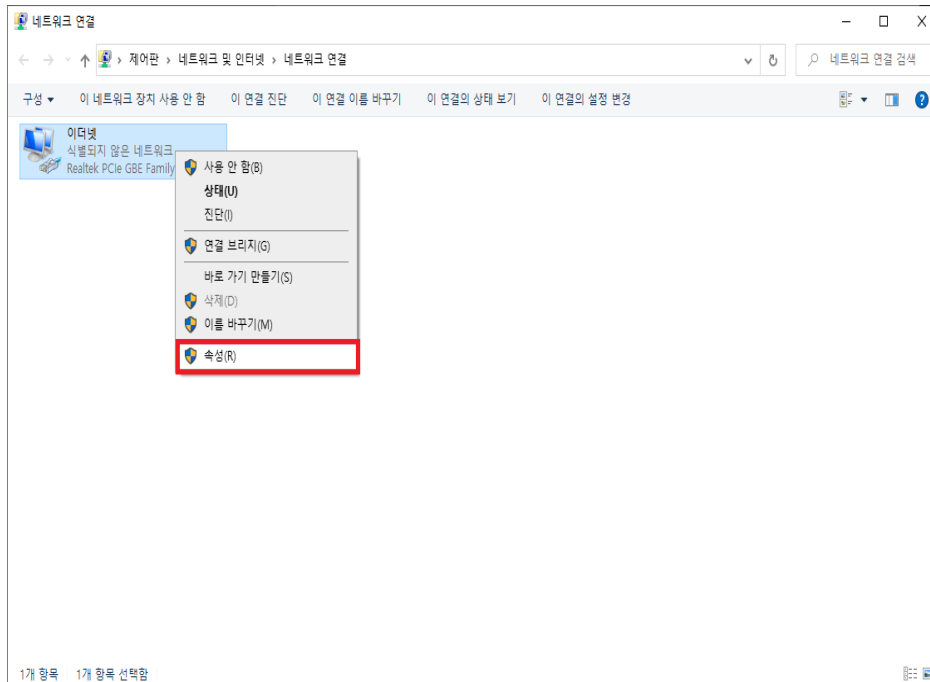 네트워크 연결
제어판 › 네트워크 및 인터넷 › 네트워크 연결
네트워크 연결 검색
구성 이 네트워크 장치 사용 안 함 이 연결 진단 이 연결 이름 바꾸기 이 연결의 상태 보기 이 연결의 설정 변경
이더넷
식별되지 않은 네트워크
Realtek PCIe GBE Family
사용 안 함(B)
상태(U)
진단(I)
연결 브리지(G)
바로 가기 만들기(S)
삭제(D)
이름 바꾸기(M)
속성(R)
1개 항목 1개 항목 선택함